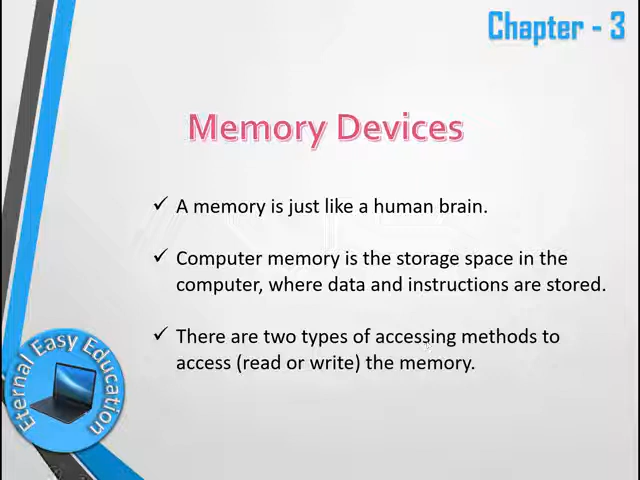 Chapter - 3
Memory Devices
✓ A memory is just like a human brain.
✓ Computer memory is the storage space in the
computer, where data and instructions are stored.
✓ There are two types of accessing methods to
access (read or write) the memory.
Eternal Easy Education